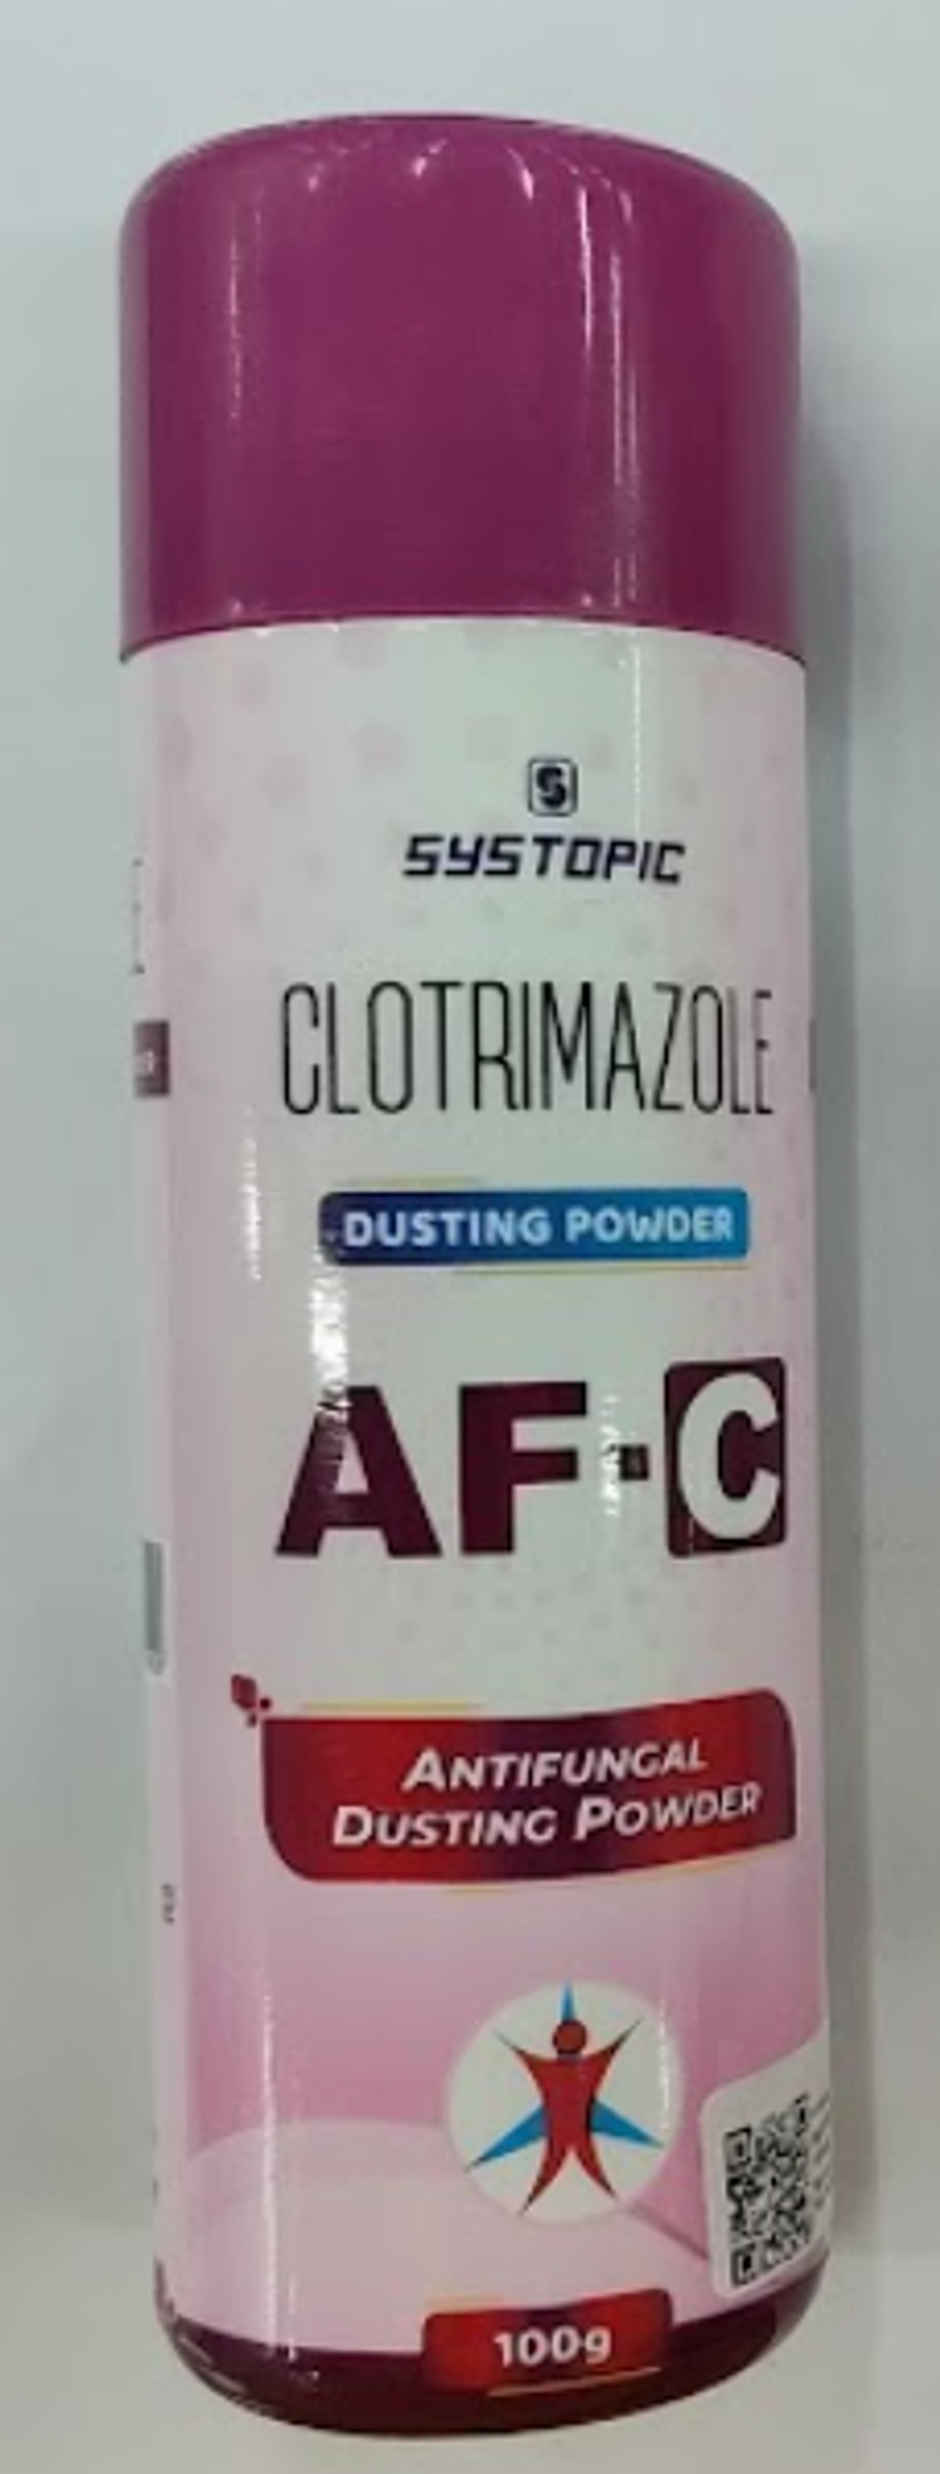 S
SYSTOPIC
CLOTRIMAZOLE
DUSTING POWDER
AF-C
ANTIFUNGAL
DUSTING POWDER
100g